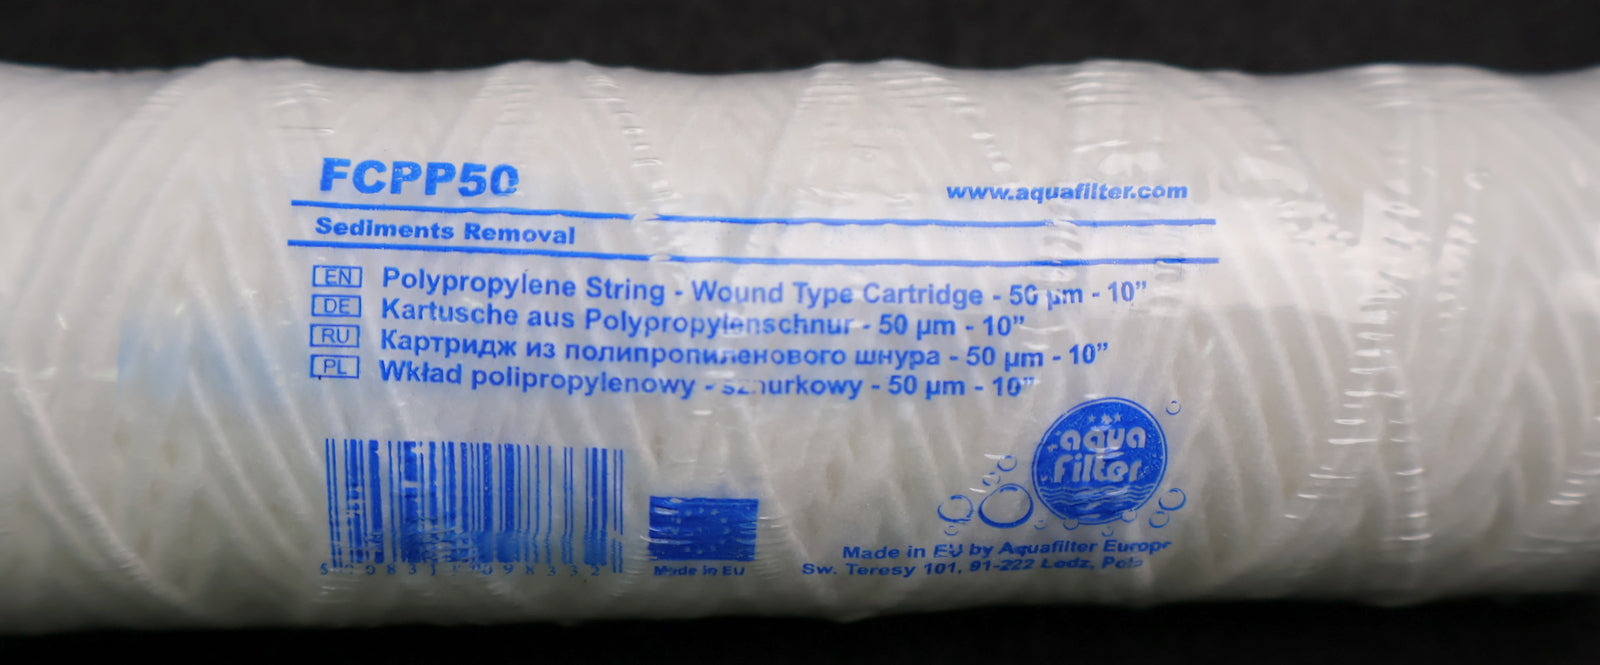 FCPP50
www.aquafilter.com
Sediments Removal
EN Polypropylene String - Wound Type Cartridge - 50 µm - 10”
DE Kartusche aus Polypropylenschnur - 50 µm - 10”
RU Картридж из полипропиленового шнура - 50 µm - 10”
PL Wkład polipropylenowy - sznurkowy - 50 µm - 10”
aqua
filter
Made in EU
Made in EU by Aquafilter Europe
Sw. Teresy 101, 91-222 Lodz,